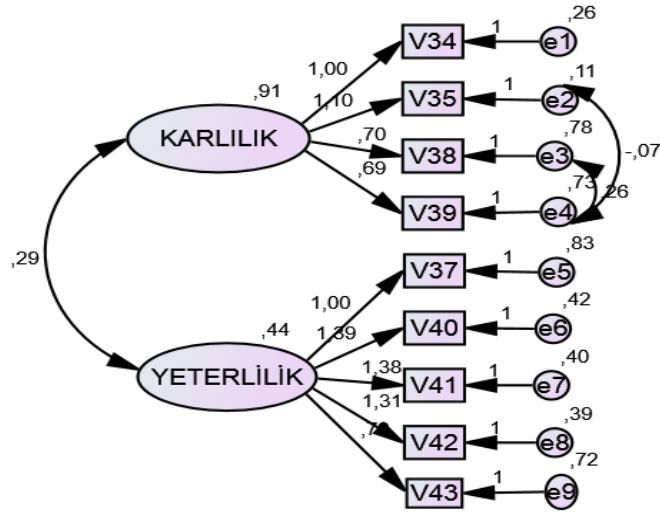 ,26
V34
1
e1
1,00
,91
,11
V35
1
e2
1,10
KARLILIK
,78
V38
1
e3
,70
-,07
,73
V39
1
e4
,69
,26
,29
,83
V37
1
e5
1,00
,44
,42
V40
1
e6
1,39
YETERLİLİK
,40
V41
1
e7
1,38
,39
V42
1
e8
1,31
,72
V43
1
e9